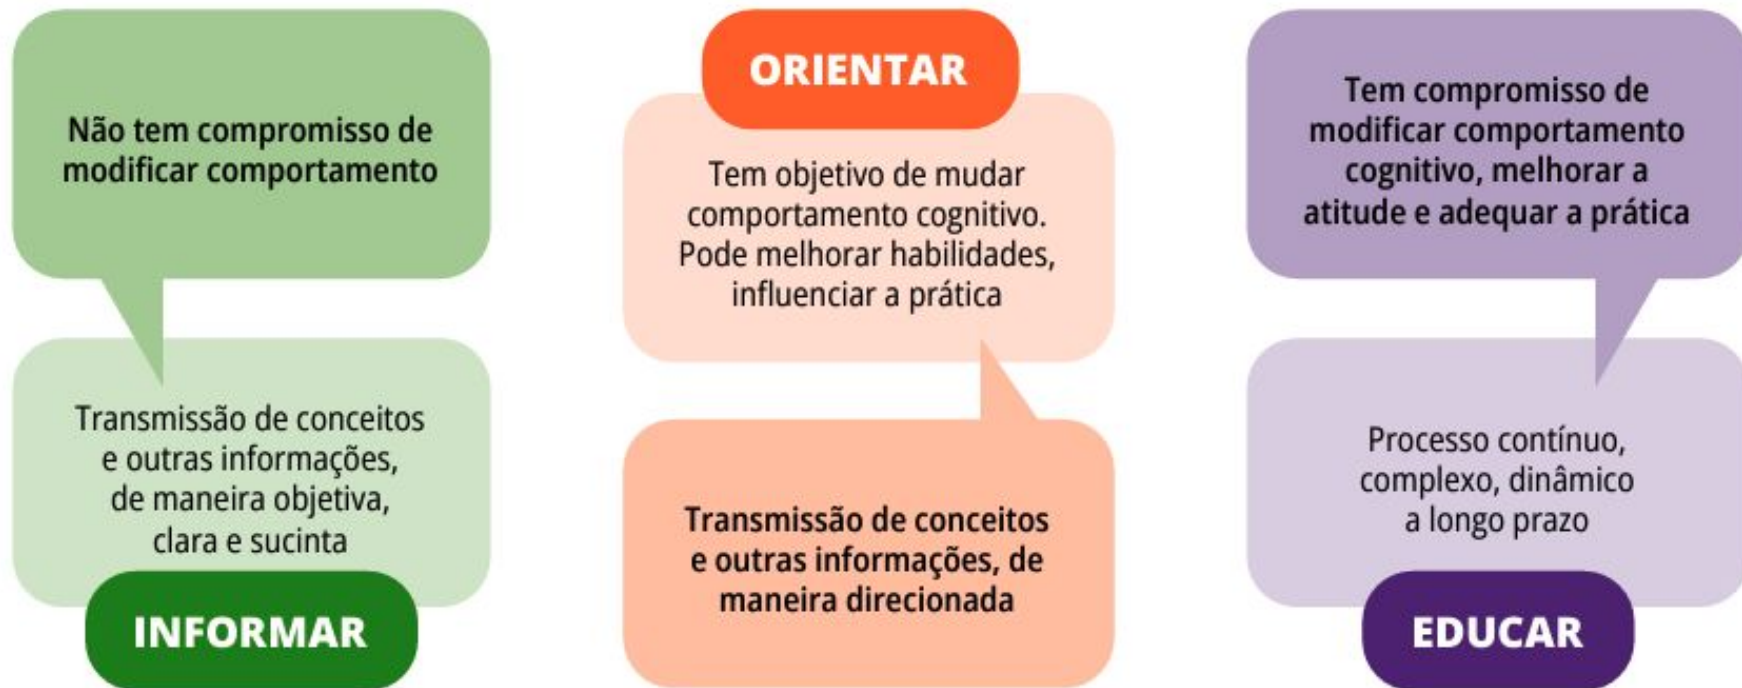 Não tem compromisso de
modificar comportamento
Transmissão de conceitos
e outras informações,
de maneira objetiva,
clara e sucinta
INFORMAR
ORIENTAR
Tem objetivo de mudar
comportamento cognitivo.
Pode melhorar habilidades,
influenciar a prática
Transmissão de conceitos
e outras informações, de
maneira direcionada
Tem compromisso de
modificar comportamento
cognitivo, melhorar a
atitude e adequar a prática
Processo contínuo,
complexo, dinâmico
a longo prazo
EDUCAR